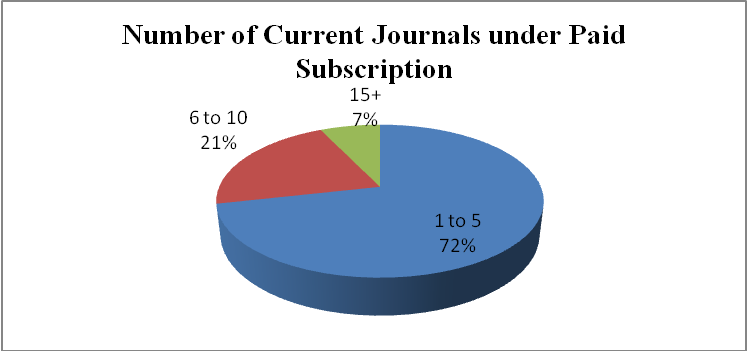 Number of Current Journals under Paid
Subscription
15+
7%
6 to 10
21%
1 to 5
72%